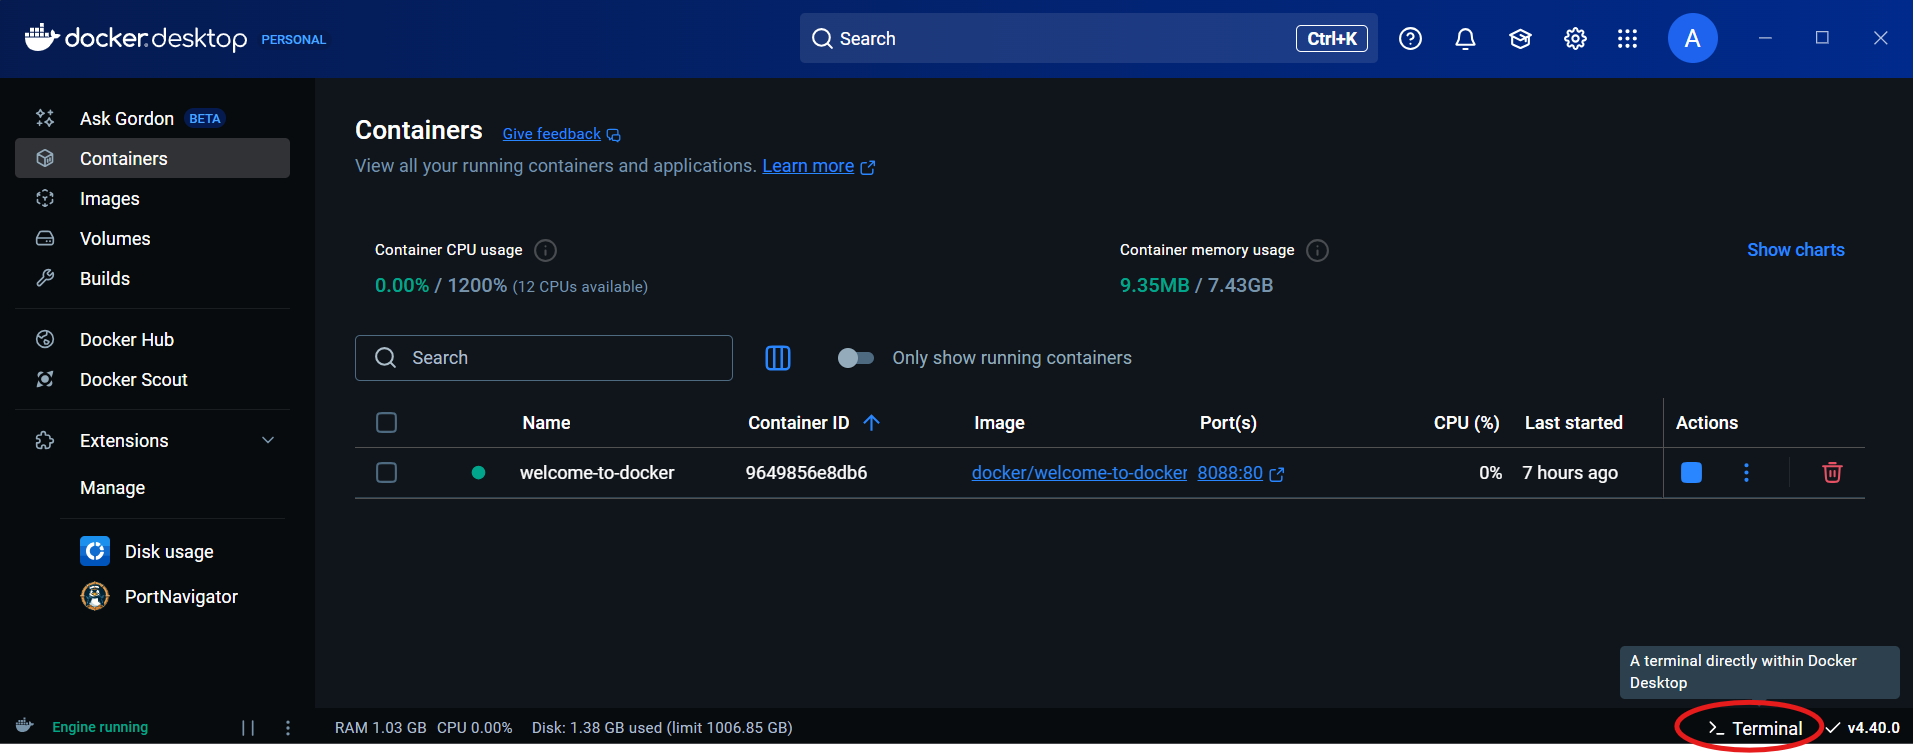 docker.desktop PERSONAL
Search Ctrl+K
A
Ask Gordon BETA
Containers
Images
Volumes
Builds
Docker Hub
Docker Scout
Extensions
Manage
Disk usage
PortNavigator
Containers Give feedback
View all your running containers and applications. Learn more
Container CPU usage
0.00% / 1200% (12 CPUs available)
Container memory usage
9.35MB / 7.43GB
Show charts
Search
Only show running containers
Name Container ID Image Port(s) CPU (%) Last started Actions
welcome-to-docker 9649856e8db6 docker/welcome-to-docker 8088:80 0% 7 hours ago
A terminal directly within Docker
Desktop
Engine running
RAM 1.03 GB CPU 0.00% Disk: 1.38 GB used (limit 1006.85 GB)
>_ Terminal
v4.40.0